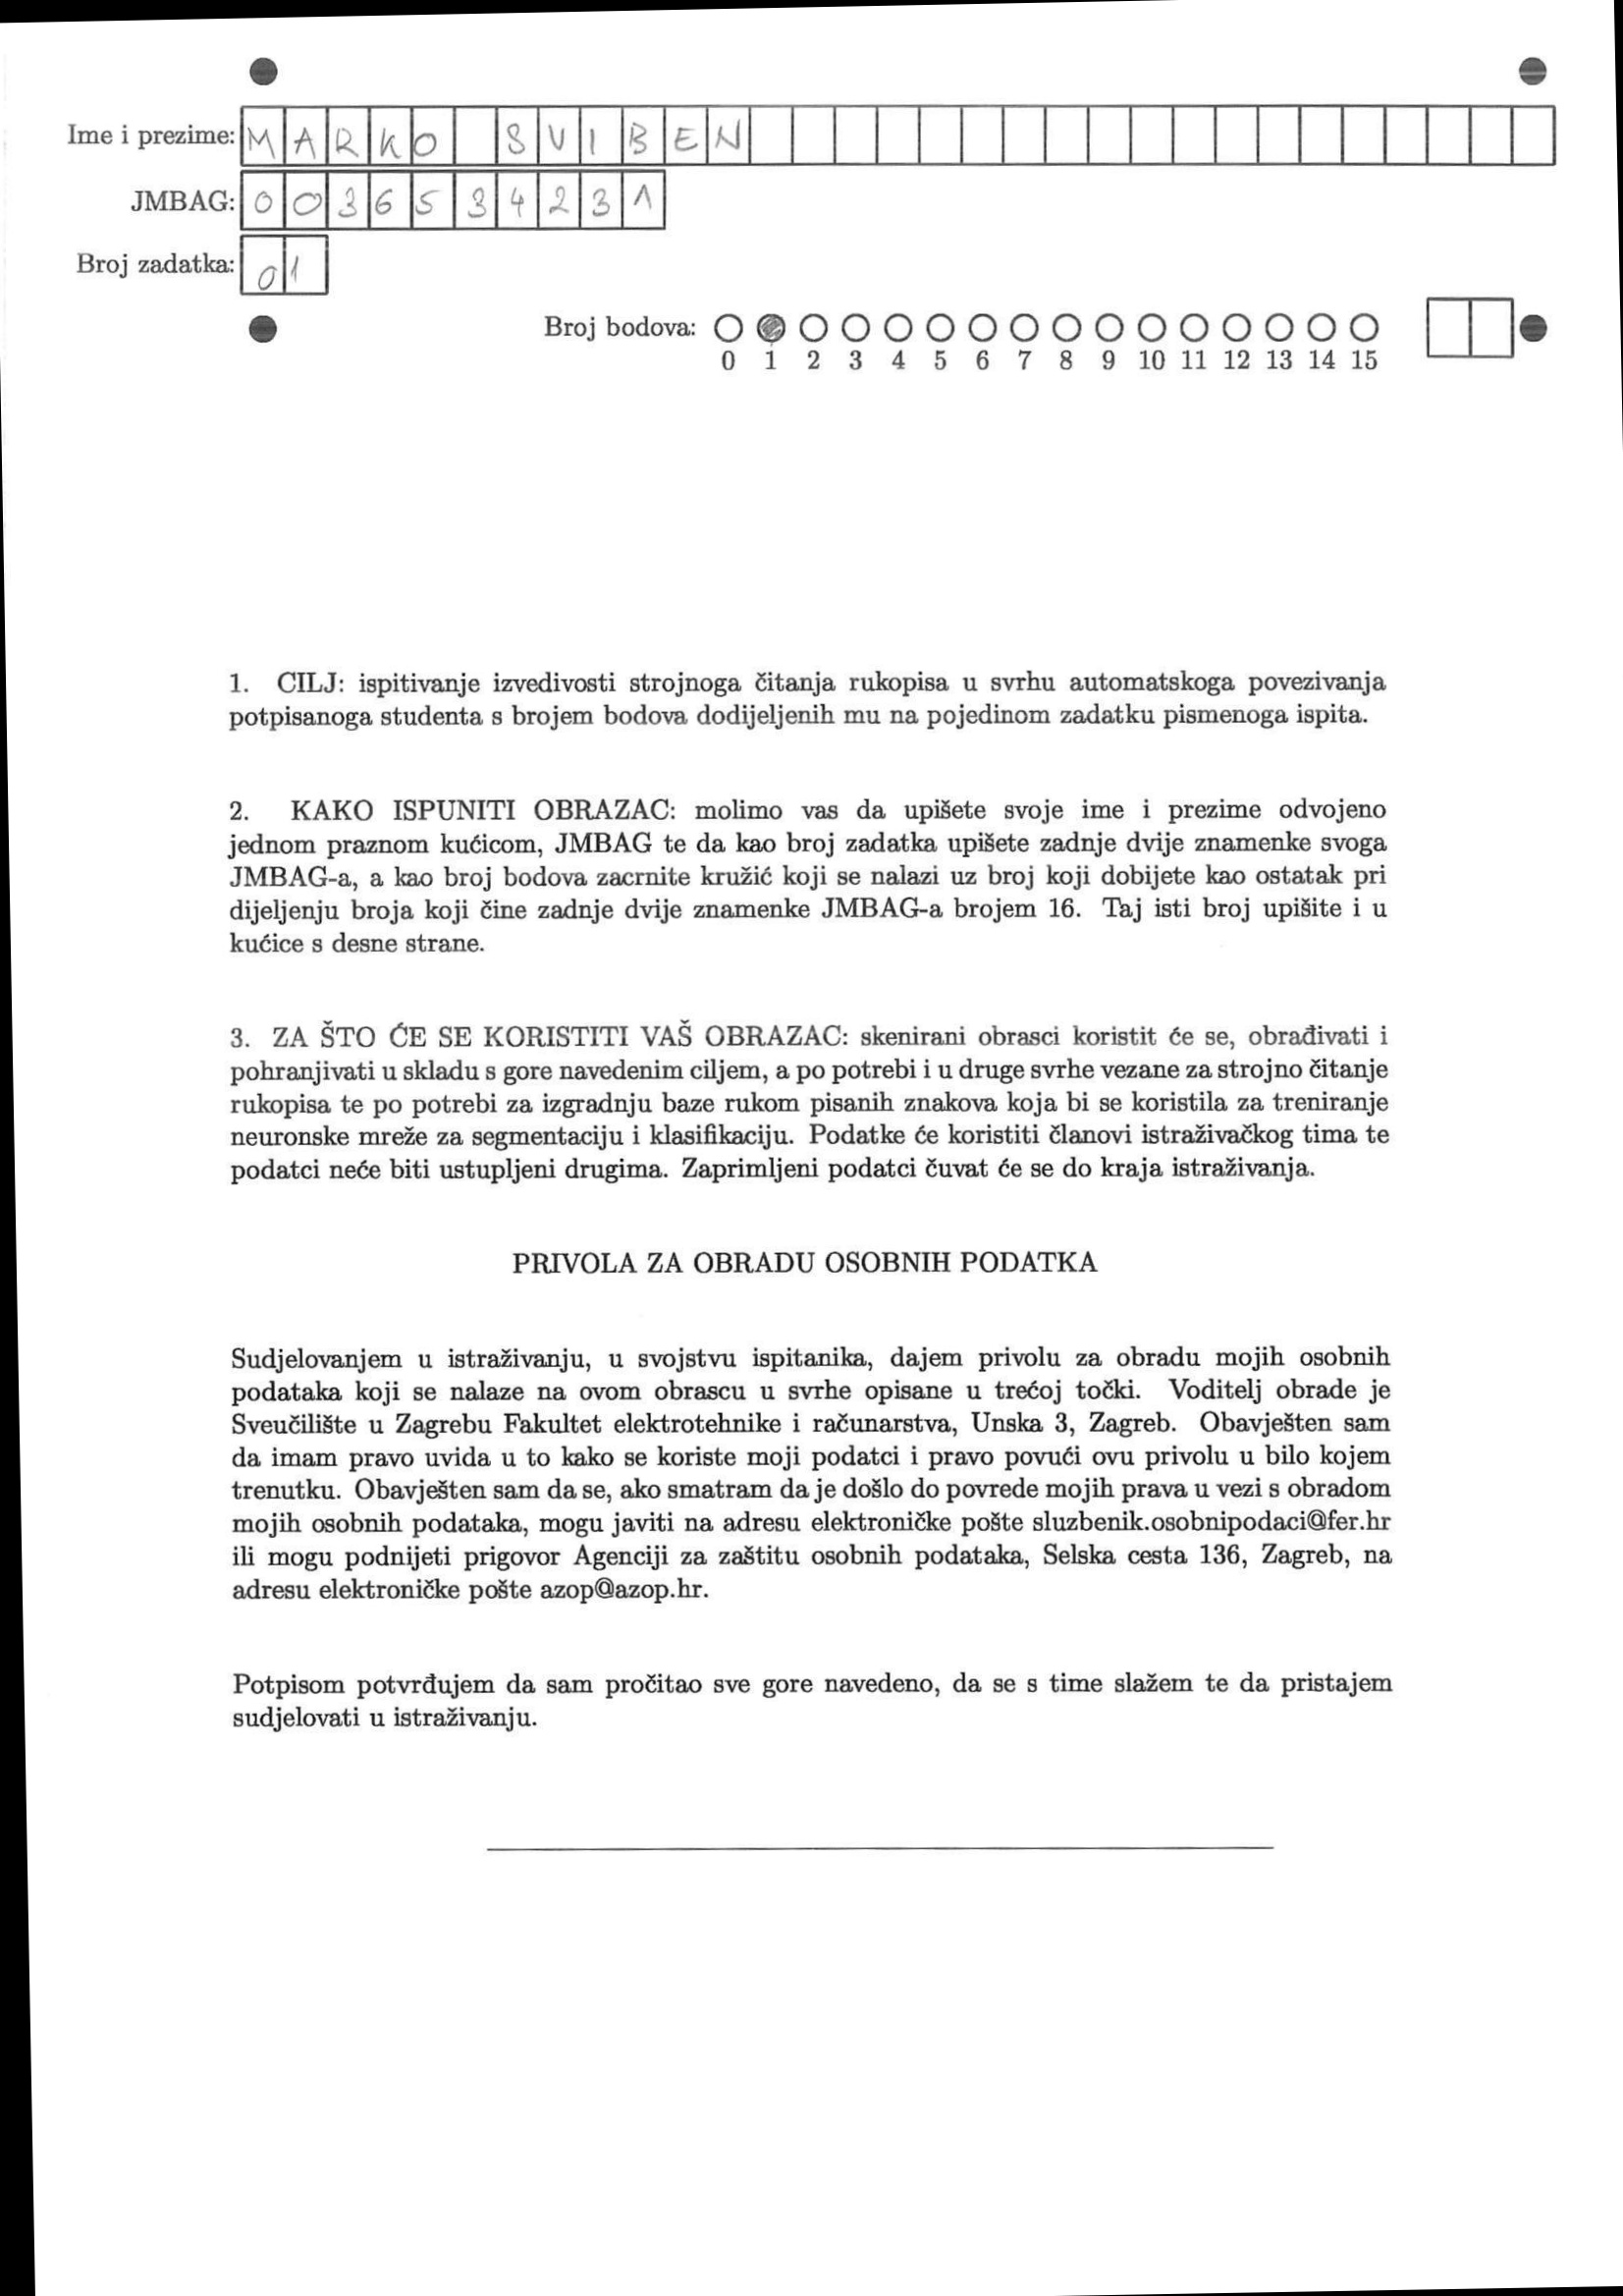 Ime i prezime: MARKO SVIBEN
JMBAG: 0036534231
Broj zadatka: 01
Broj bodova:
0 1 2 3 4 5 6 7 8 9 10 11 12 13 14 15
1. CILJ: ispitivanje izvedivosti strojnoga čitanja rukopisa u svrhu automatskoga povezivanja
potpisanoga studenta s brojem bodova dodijeljenih mu na pojedinom zadatku pismenoga ispita.
2. KAKO ISPUNITI OBRAZAC: molimo vas da upišete svoje ime i prezime odvojeno
jednom praznom kućicom, JMBAG te da kao broj zadatka upišete zadnje dvije znamenke svoga
JMBAG-a, a kao broj bodova zacrnite kružić koji se nalazi uz broj koji dobijete kao ostatak pri
dijeljenju broja koji čine zadnje dvije znamenke JMBAG-a brojem 16. Taj isti broj upišite i u
kućice s desne strane.
3. ZA ŠTO ĆE SE KORISTITI VAŠ OBRAZAC: skenirani obrasci koristit će se, obrađivati i
pohranjivati u skladu s gore navedenim ciljem, a po potrebi i u druge svrhe vezane za strojno čitanje
rukopisa te po potrebi za izgradnju baze rukom pisanih znakova koja bi se koristila za treniranje
neuronske mreže za segmentaciju i klasifikaciju. Podatke će koristiti članovi istraživačkog tima te
podatci neće biti ustupljeni drugima. Zaprimljeni podatci čuvat će se do kraja istraživanja.
PRIVOLA ZA OBRADU OSOBNIH PODATKA
Sudjelovanjem u istraživanju, u svojstvu ispitanika, dajem privolu za obradu mojih osobnih
podataka koji se nalaze na ovom obrascu u svrhe opisane u trećoj točki. Voditelj obrade je
Sveučilište u Zagrebu Fakultet elektrotehnike i računarstva, Unska 3, Zagreb. Obavješten sam
da imam pravo uvida u to kako se koriste moji podatci i pravo povući ovu privolu u bilo kojem
trenutku. Obavješten sam da se, ako smatram da je došlo do povrede mojih prava u vezi s obradom
mojih osobnih podataka, mogu javiti na adresu elektroničke pošte sluzbenik.osobnipodaci@fer.hr
ili mogu podnijeti prigovor Agenciji za zaštitu osobnih podataka, Selska cesta 136, Zagreb, na
adresu elektroničke pošte azop@azop.hr.
Potpisom potvrđujem da sam pročitao sve gore navedeno, da se s time slažem te da pristajem
sudjelovati u istraživanju.